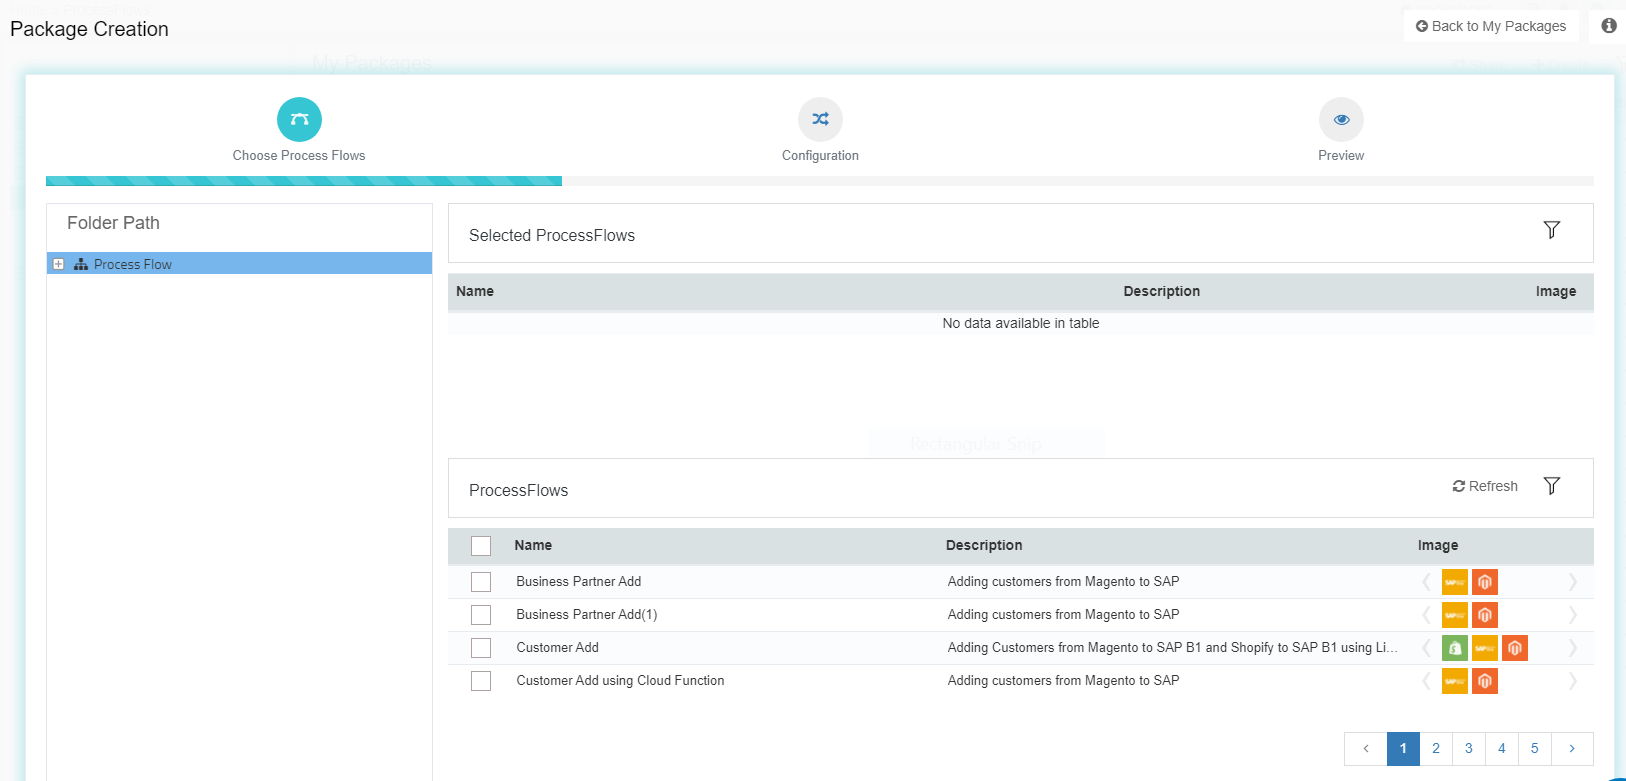 Package Creation
Back to My Packages
My Packages
Choose Process Flows
Configuration
Preview
Folder Path
Process Flow
Selected ProcessFlows
Name Description Image
No data available in table
Rectangular Snip
ProcessFlows
Refresh
Name Description Image
Business Partner Add Adding customers from Magento to SAP
Business Partner Add(1) Adding customers from Magento to SAP
Customer Add Adding Customers from Magento to SAP B1 and Shopify to SAP B1 using Li...
Customer Add using Cloud Function Adding customers from Magento to SAP
< 1 2 3 4 5 >